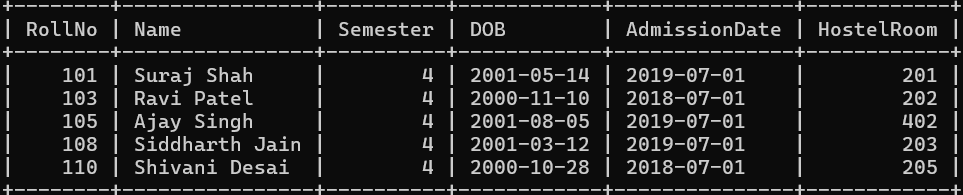 +--------+----------------+----------+------------+---------------+------------+
| RollNo | Name           | Semester | DOB        | AdmissionDate | HostelRoom |
+--------+----------------+----------+------------+---------------+------------+
|    101 | Suraj Shah     |        4 | 2001-05-14 | 2019-07-01    |        201 |
|    103 | Ravi Patel     |        4 | 2000-11-10 | 2018-07-01    |        202 |
|    105 | Ajay Singh     |        4 | 2001-08-05 | 2019-07-01    |        402 |
|    108 | Siddharth Jain |        4 | 2001-03-12 | 2019-07-01    |        203 |
|    110 | Shivani Desai  |        4 | 2000-10-28 | 2018-07-01    |        205 |
+--------+----------------+----------+------------+---------------+------------+